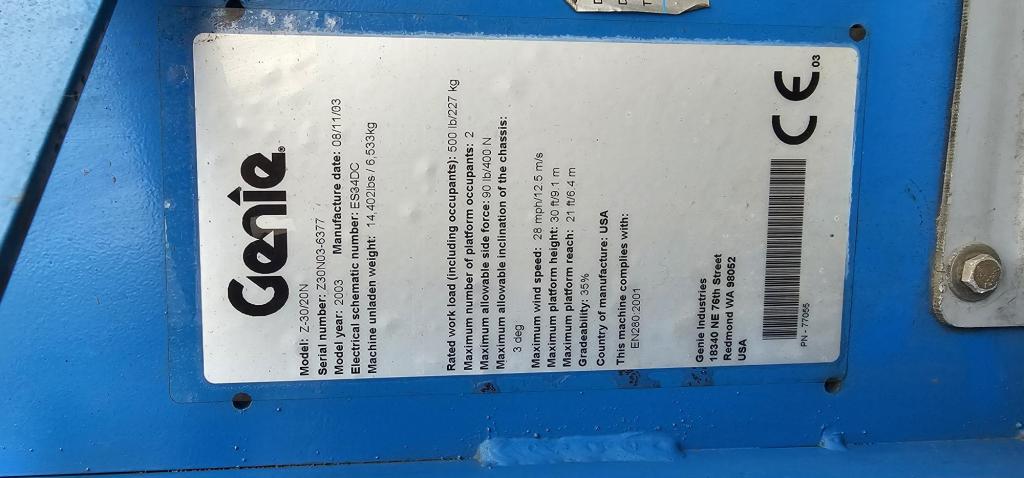 Genie
Model: Z-30/20N
Serial number: Z30N03-6377
Model year: 2003 Manufacture date: 08/11/03
Electrical schematic number: ES34DC
Machine unladen weight: 14,402lbs / 6,533kg
Rated work load (including occupants): 500 lb/227 kg
Maximum number of platform occupants: 2
Maximum allowable side force: 90 lb/400 N
Maximum allowable inclination of the chassis:
3 deg
Maximum wind speed: 28 mph/12.5 m/s
Maximum platform height: 30 ft/9.1 m
Maximum platform reach: 21 ft/6.4 m
Gradeability: 35%
Country of manufacture: USA
This machine complies with:
EN280:2001
Genie Industries
18340 NE 76th Street
Redmond WA 98052
USA
PN - 77055
CE 03